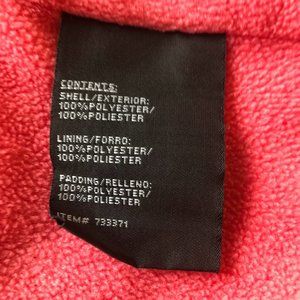 CONTENTS:
SHELL/EXTERIOR:
100%POLYESTER/
100%POLIESTER
LINING/FORRO:
100%POLYESTER/
100%POLIESTER
PADDING/RELLENO:
100%POLYESTER/
100%POLIESTER
ITEM# 733371